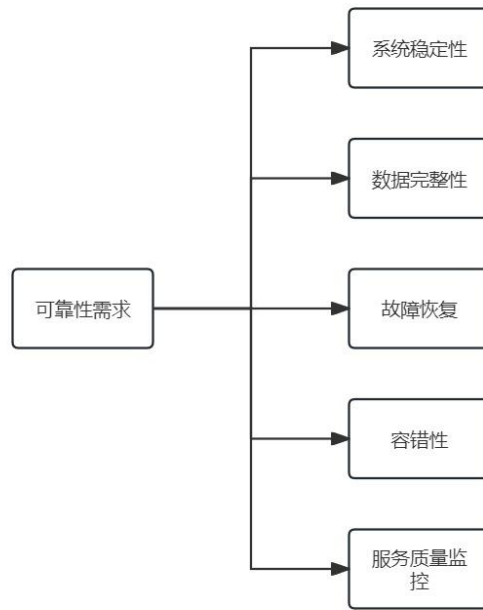 系统稳定性
数据完整性
可靠性需求
故障恢复
容错性
服务质量监
控